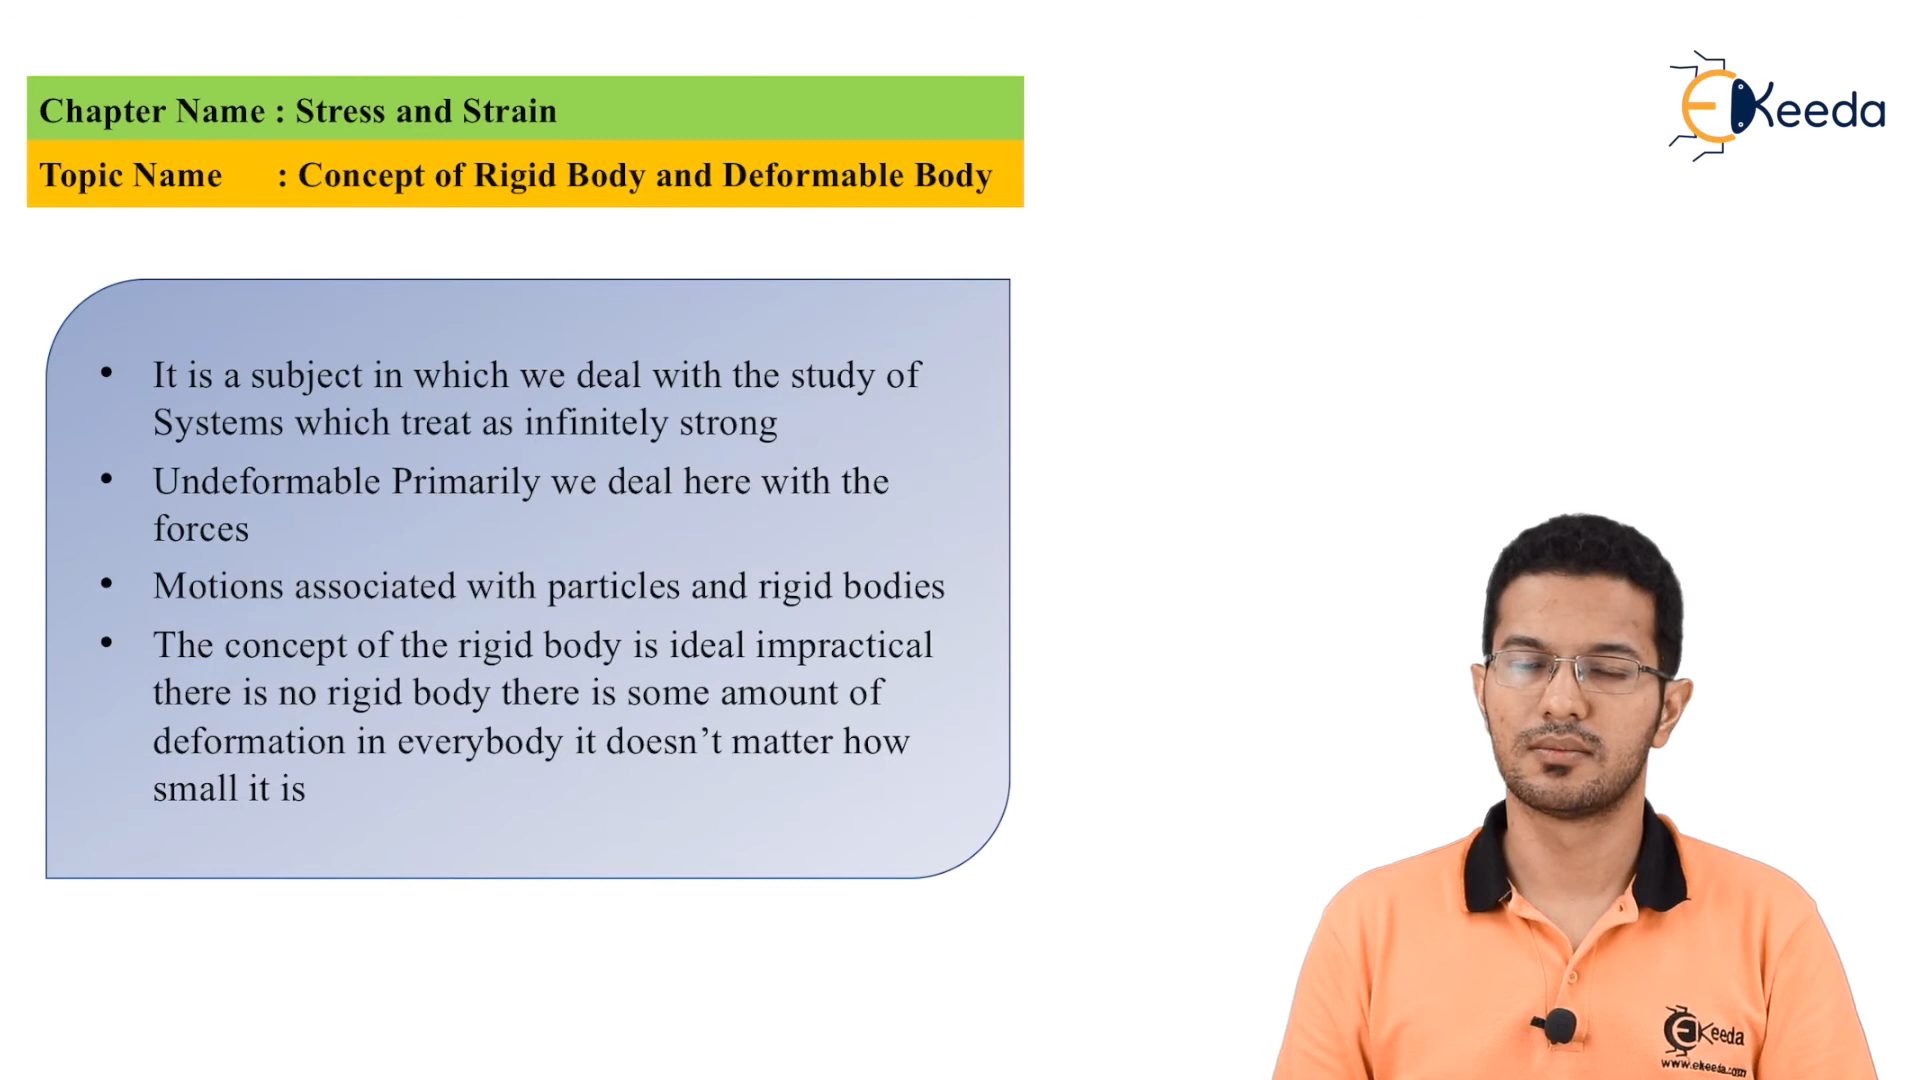 Chapter Name : Stress and Strain
Topic Name : Concept of Rigid Body and Deformable Body
EKeeda
• It is a subject in which we deal with the study of
Systems which treat as infinitely strong
• Undeformable Primarily we deal here with the
forces
• Motions associated with particles and rigid bodies
• The concept of the rigid body is ideal impractical
there is no rigid body there is some amount of
deformation in everybody it doesn’t matter how
small it is
EKeeda
www.ekeeda.com